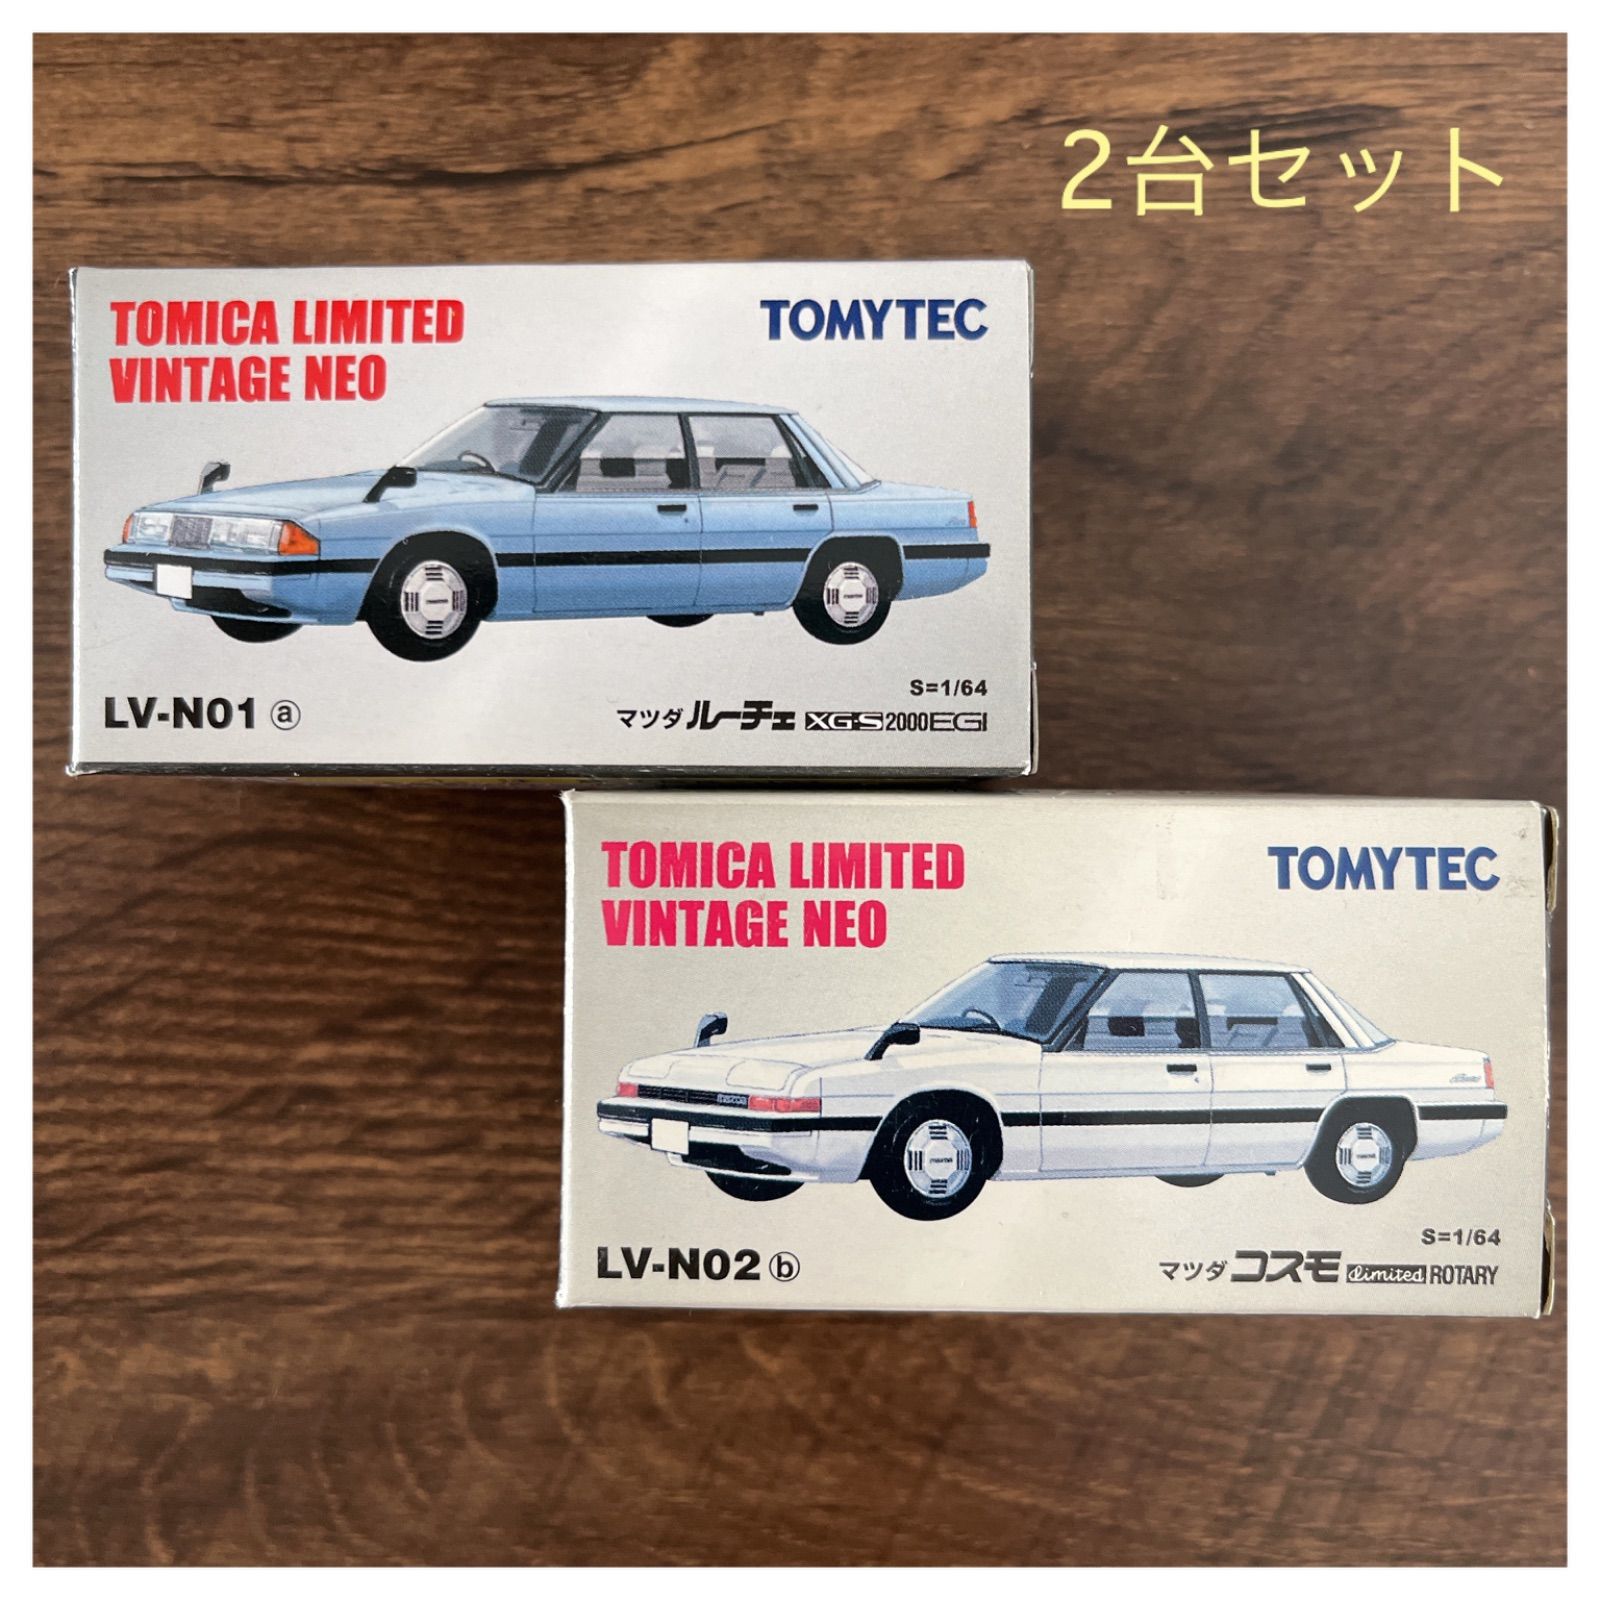 2台セット
TOMICA LIMITED
VINTAGE NEO
TOMYTEC
S=1/64
LV-N01 ⓐ
マツダ ルーチェ XG-S 2000EGI
TOMICA LIMITED
VINTAGE NEO
TOMYTEC
mazda
S=1/64
LV-N02 ⓑ
マツダ コスモ Limited ROTARY